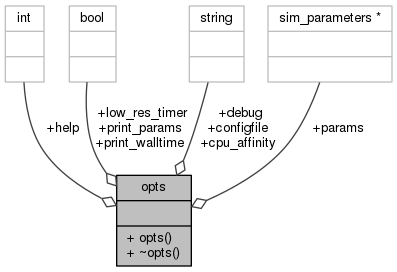 int
bool
string
sim_parameters *
+help
+low_res_timer
+print_params
+print_walltime
+debug
+configfile
+cpu_affinity
+params
opts
+ opts()
+ ~opts()